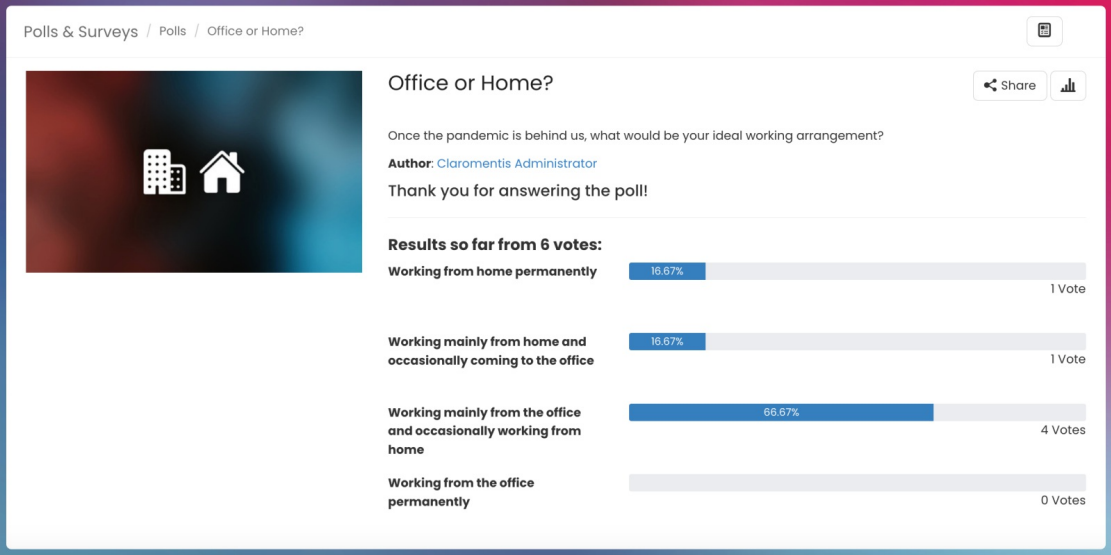 Polls & Surveys / Polls / Office or Home?
Office or Home?
Share
Once the pandemic is behind us, what would be your ideal working arrangement?
Author: Claromentis Administrator
Thank you for answering the poll!
Results so far from 6 votes:
Working from home permanently
16.67%
1 Vote
Working mainly from home and
occasionally coming to the office
16.67%
1 Vote
Working mainly from the office
and occasionally working from
home
66.67%
4 Votes
Working from the office
permanently
0 Votes